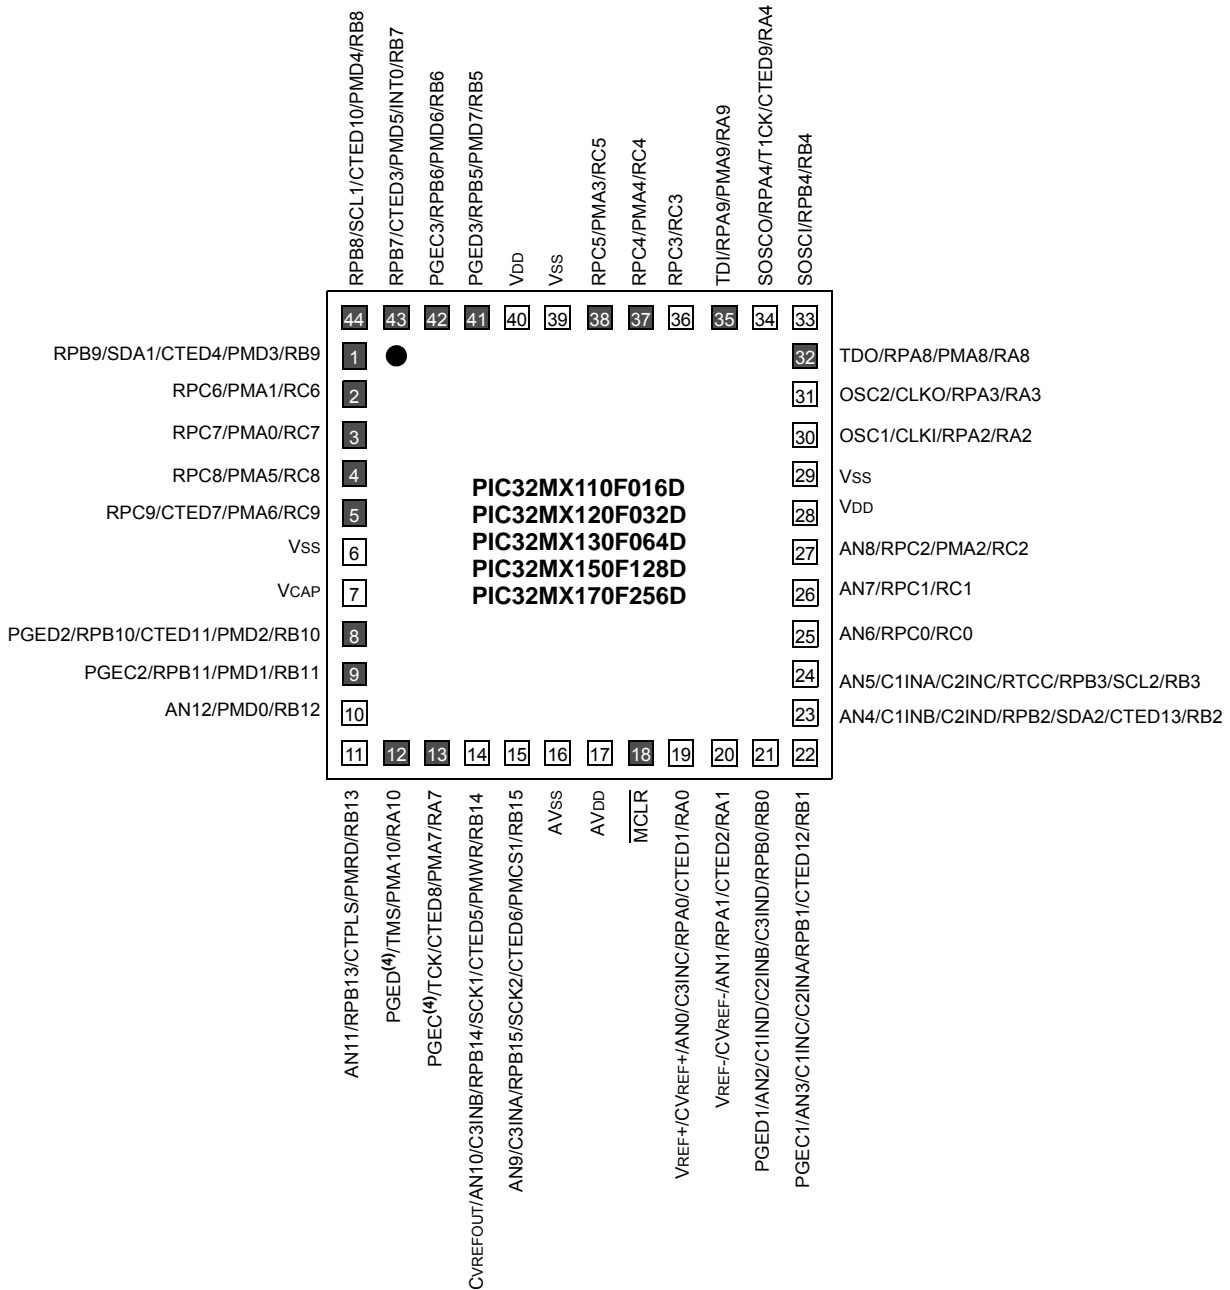 RPB8/SCL1/CTED10/PMD4/RB8
RPB7/CTED3/PMD5/INT0/RB7
PGEC3/RPB6/PMD6/RB6
PGED3/RPB5/PMD7/RB5
VDD
VSS
RPC5/PMA3/RC5
RPC4/PMA4/RC4
RPC3/RC3
TDI/RPA9/PMA9/RA9
SOSCO/RPA4/T1CK/CTED9/RA4
SOSCI/RPB4/RB4
44 43 42 41 40 39 38 37 36 35 34 33
RPB9/SDA1/CTED4/PMD3/RB9 1
RPC6/PMA1/RC6 2
RPC7/PMA0/RC7 3
RPC8/PMA5/RC8 4
RPC9/CTED7/PMA6/RC9 5
VSS 6
VCAP 7
PGED2/RPB10/CTED11/PMD2/RB10 8
PGEC2/RPB11/PMD1/RB11 9
AN12/PMD0/RB12 10
PIC32MX110F016D
PIC32MX120F032D
PIC32MX130F064D
PIC32MX150F128D
PIC32MX170F256D
32 TDO/RPA8/PMA8/RA8
31 OSC2/CLKO/RPA3/RA3
30 OSC1/CLKI/RPA2/RA2
29 VSS
28 VDD
27 AN8/RPC2/PMA2/RC2
26 AN7/RPC1/RC1
25 AN6/RPC0/RC0
24 AN5/C1INA/C2INC/RTCC/RPB3/SCL2/RB3
23 AN4/C1INB/C2IND/RPB2/SDA2/CTED13/RB2
11 12 13 14 15 16 17 18 19 20 21 22
AN11/RPB13/CTPLS/PMRD/RB13
PGED(4)/TMS/PMA10/RA10
PGEC(4)/TCK/CTED8/PMA7/RA7
CVREFOUT/AN10/C3INB/RPB14/SCK1/CTED5/PMWR/RB14
AN9/C3INA/RPB15/SCK2/CTED6/PMCS1/RB15
AVSS
AVDD
MCLR
VREF+/CVREF+/AN0/C3INC/RPA0/CTED1/RA0
VREF-/CVREF-/AN1/RPA1/CTED2/RA1
PGED1/AN2/C1IND/C2INB/C3IND/RPB0/RB0
PGEC1/AN3/C1INC/C2INA/RPB1/CTED12/RB1